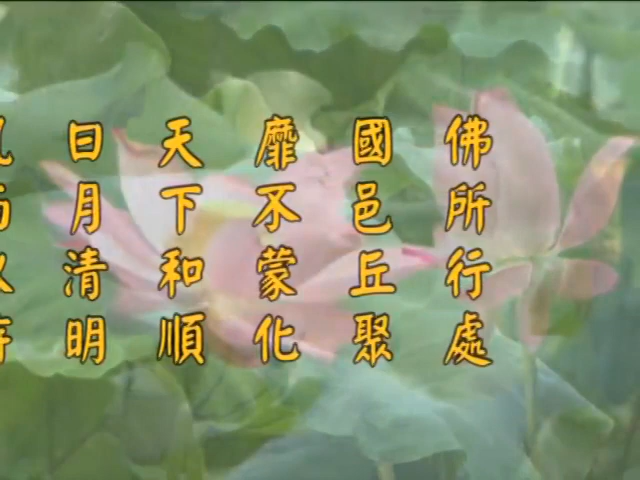 佛所行處
國邑丘聚
靡不蒙化
天下和順
日月清明